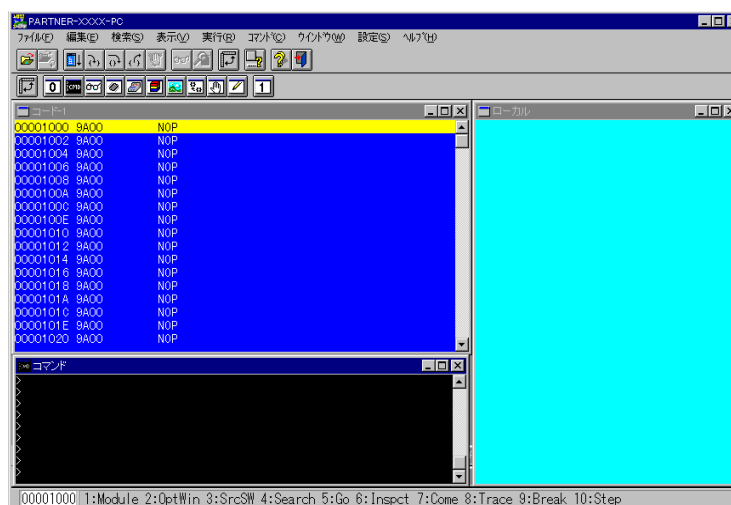 PARTNER-XXXX-PC
ファイル(F) 編集(E) 検索(S) 表示(V) 実行(R) コマンド(C) ウインドウ(W) 設定(S) ヘルプ(H)
0 CMD 1
コード-1
00001000 9A00 NOP
00001002 9A00 NOP
00001004 9A00 NOP
00001006 9A00 NOP
00001008 9A00 NOP
0000100A 9A00 NOP
0000100C 9A00 NOP
0000100E 9A00 NOP
00001010 9A00 NOP
00001012 9A00 NOP
00001014 9A00 NOP
00001016 9A00 NOP
00001018 9A00 NOP
0000101A 9A00 NOP
0000101C 9A00 NOP
0000101E 9A00 NOP
00001020 9A00 NOP
ローカル
コマンド
>
>
>
>
>
>
>
00001000 1:Module 2:OptWin 3:SrcSW 4:Search 5:Go 6:Inspct 7:Come 8:Trace 9:Break 10:Step